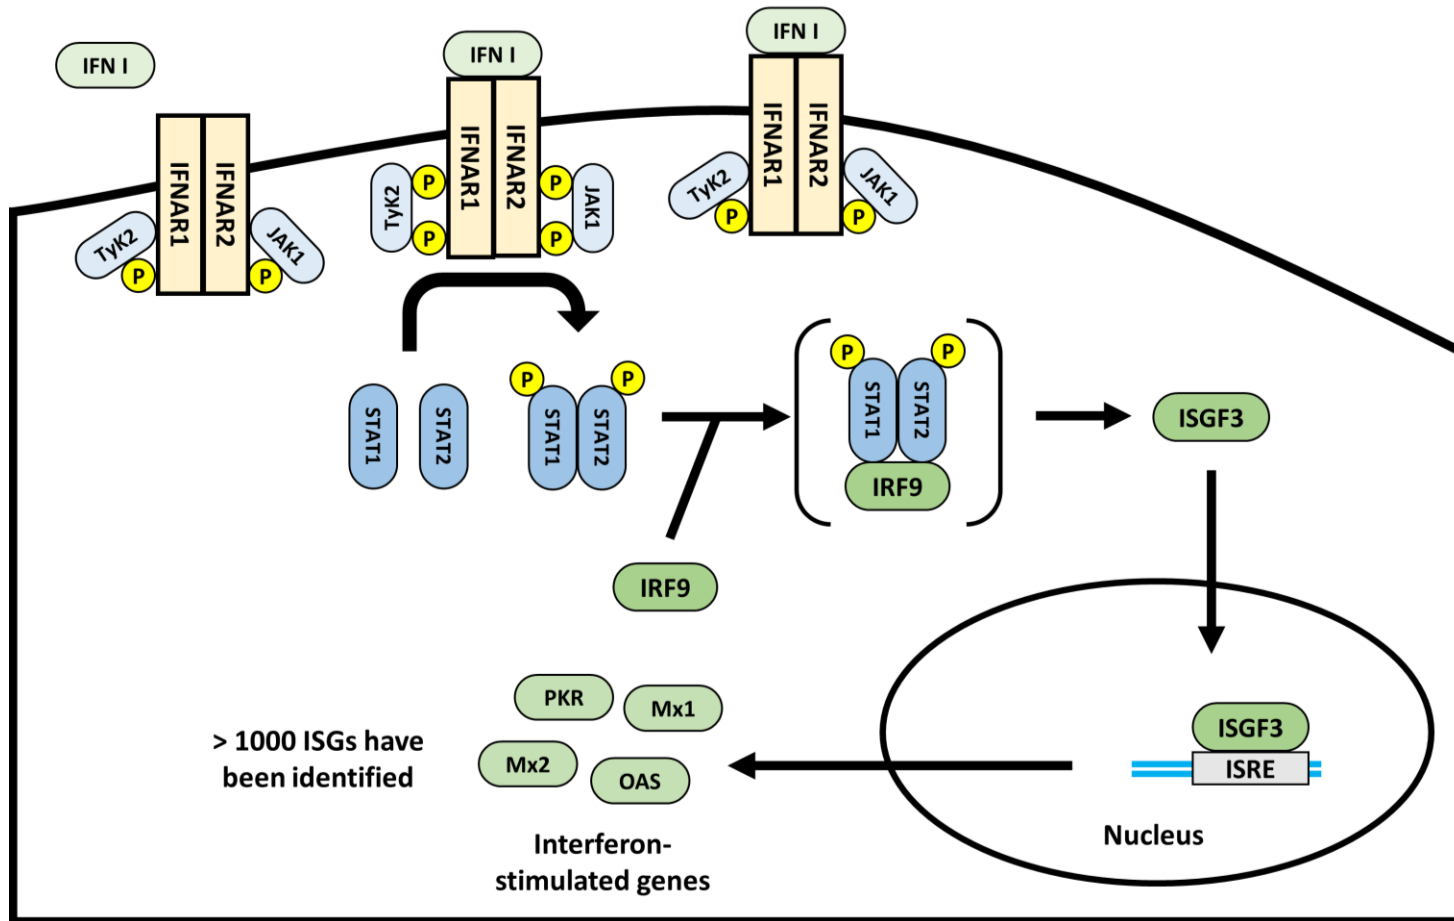 IFN I
IFNAR1
IFNAR2
TyK2
P
JAK1
P
IFN I
IFNAR1
IFNAR2
TyK2
P
P
P
P
JAK1
IFN I
IFNAR1
IFNAR2
TyK2
P
JAK1
P
STAT1
STAT2
P
P
STAT1
STAT2
P
P
STAT1
STAT2
IRF9
ISGF3
IRF9
PKR
Mx1
Mx2
OAS
> 1000 ISGs have
been identified
Interferon-
stimulated genes
ISGF3
ISRE
Nucleus